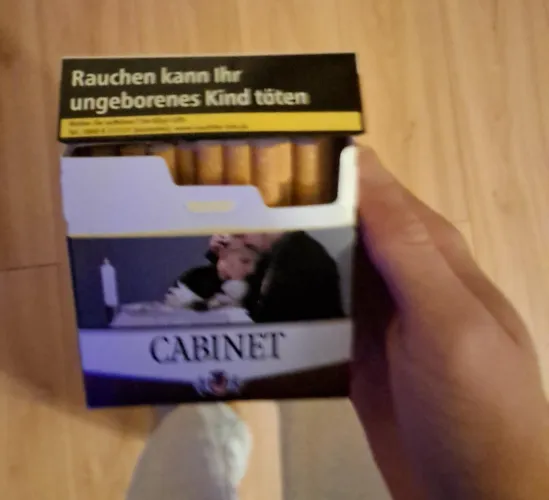 Rauchen kann Ihr
ungeborenes Kind töten
CABINET